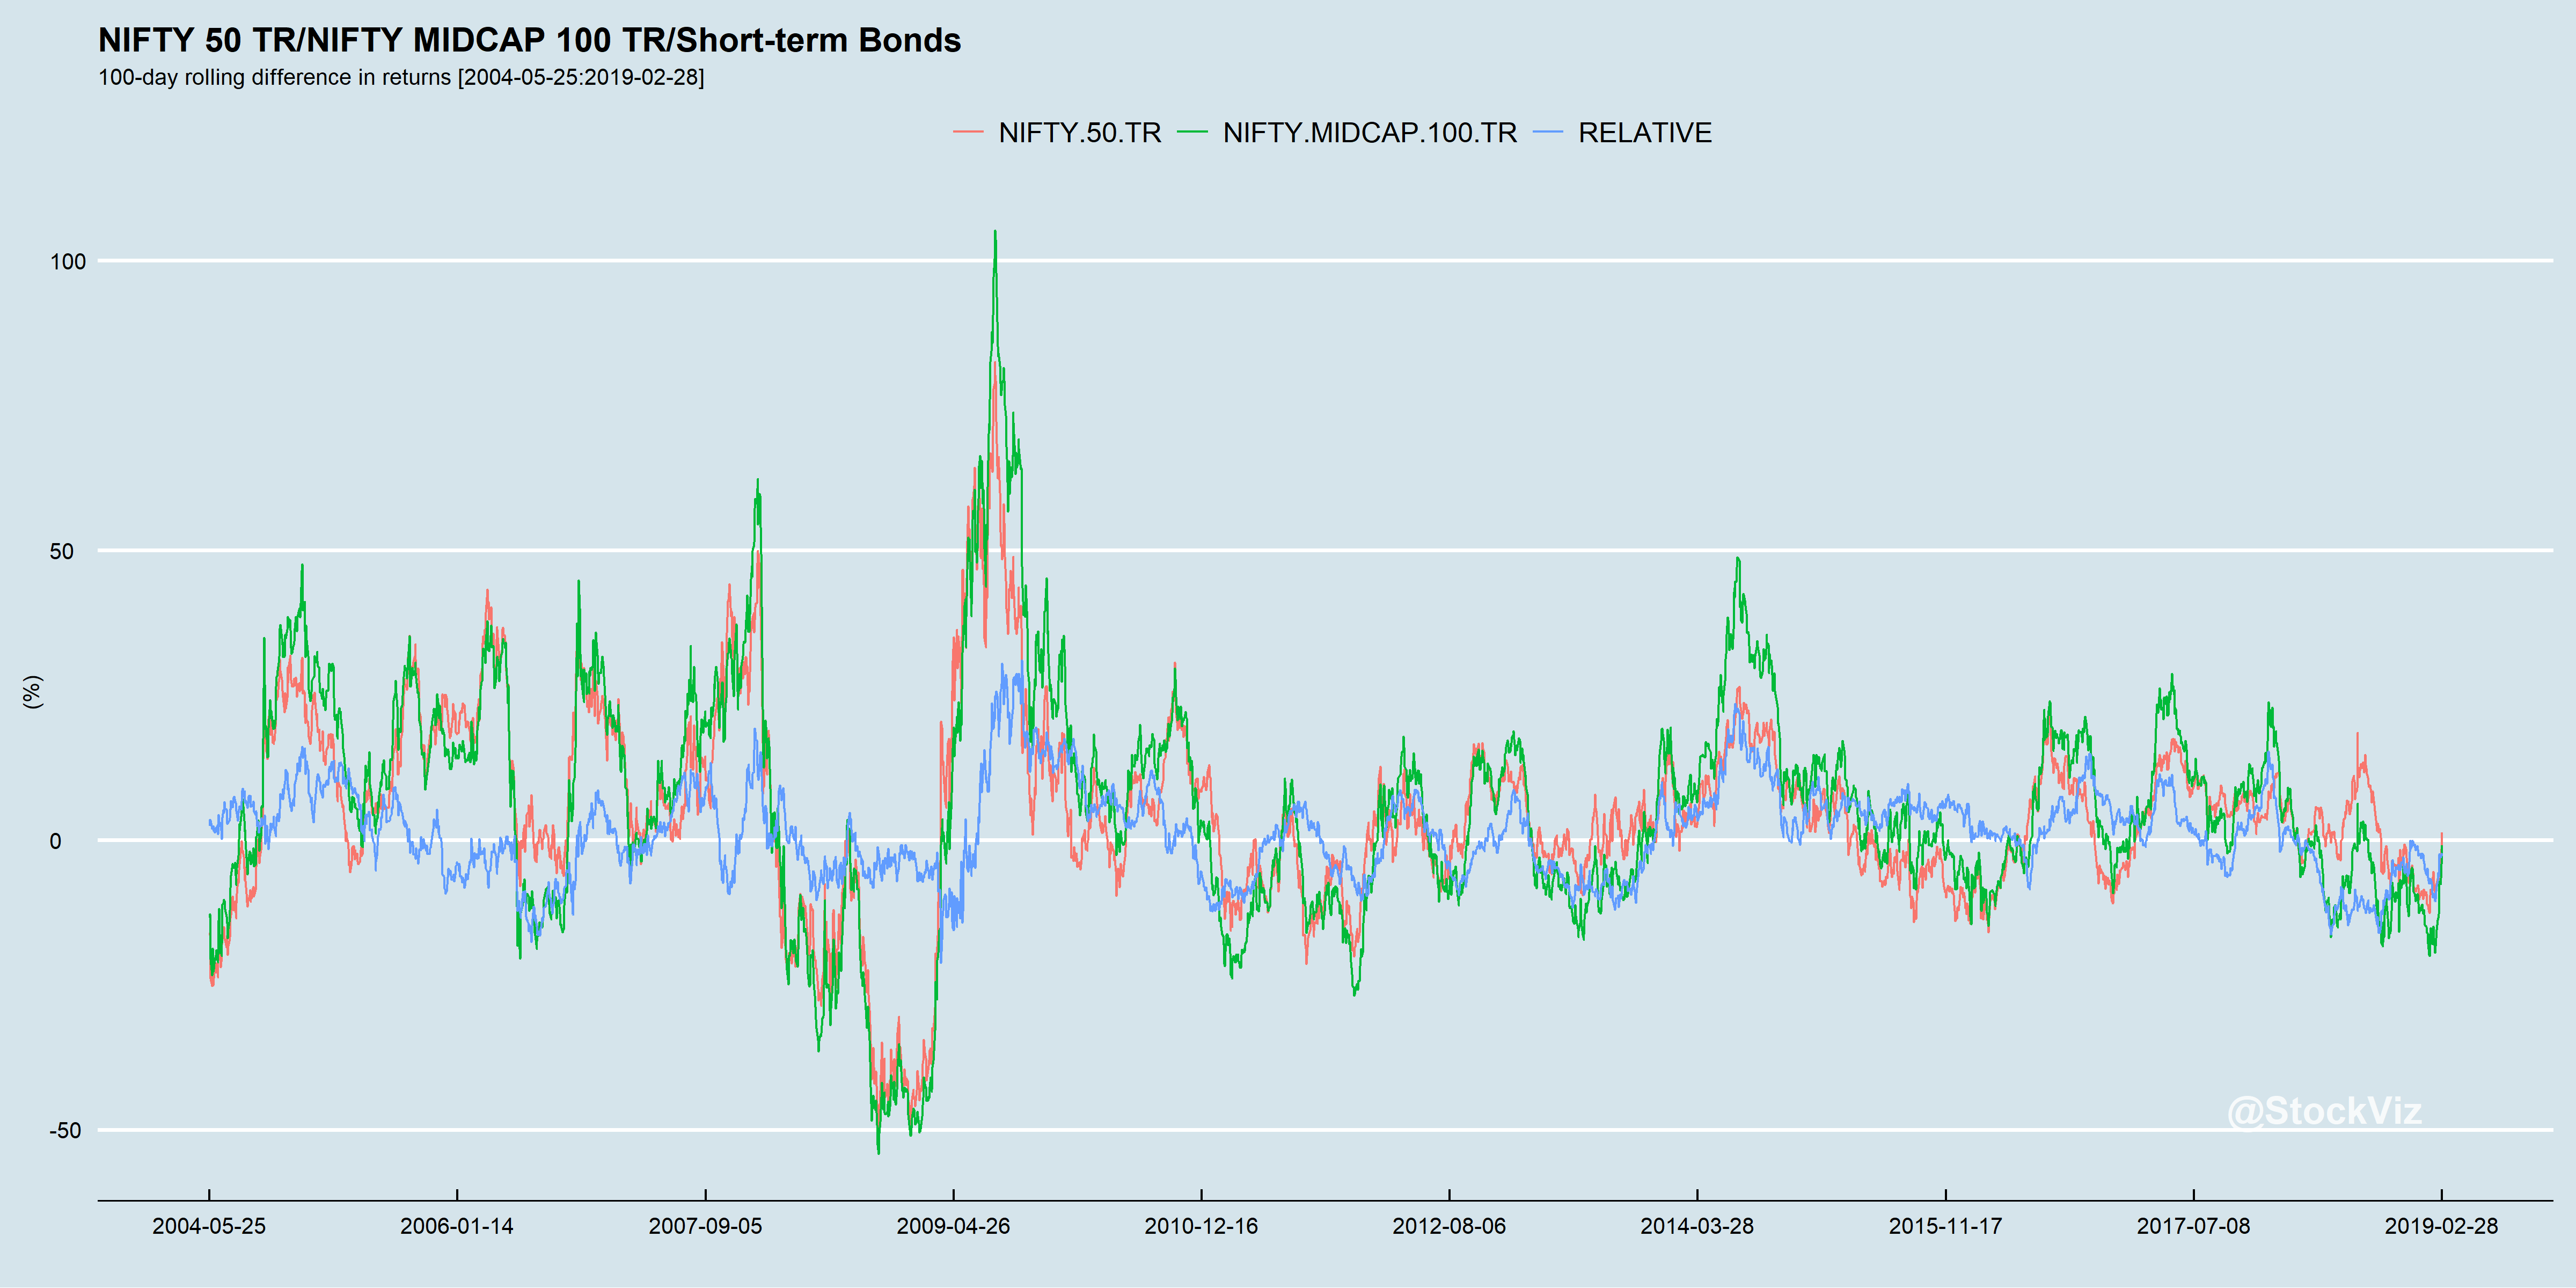 NIFTY 50 TR/NIFTY MIDCAP 100 TR/Short-term Bonds
100-day rolling difference in returns [2004-05-25:2019-02-28]
NIFTY.50.TR NIFTY.MIDCAP.100.TR RELATIVE
100
50
(%)
0
-50
@StockViz
2004-05-25 2006-01-14 2007-09-05 2009-04-26 2010-12-16 2012-08-06 2014-03-28 2015-11-17 2017-07-08 2019-02-28